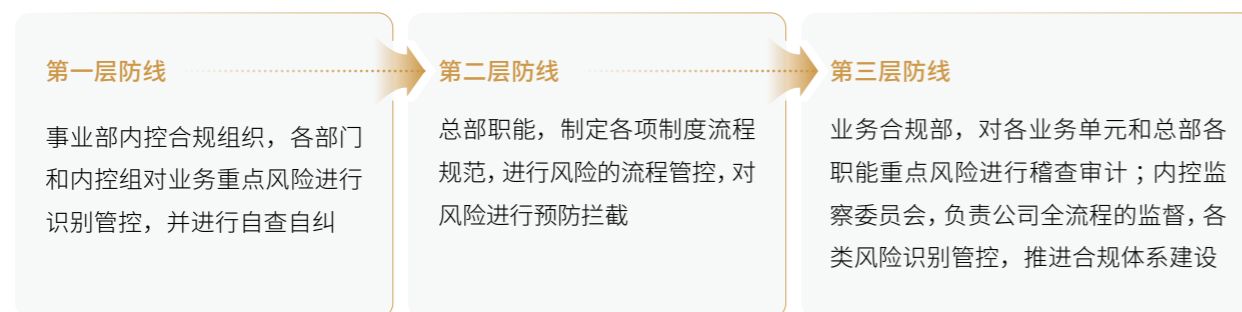 第一层防线
事业部内控合规组织，各部门
和内控组对业务重点风险进行
识别管控，并进行自查自纠
第二层防线
总部职能，制定各项制度流程
规范，进行风险的流程管控，对
风险进行预防拦截
第三层防线
业务合规部，对各业务单元和总部各
职能重点风险进行稽查审计；内控监
察委员会，负责公司全流程的监督，各
类风险识别管控，推进合规体系建设